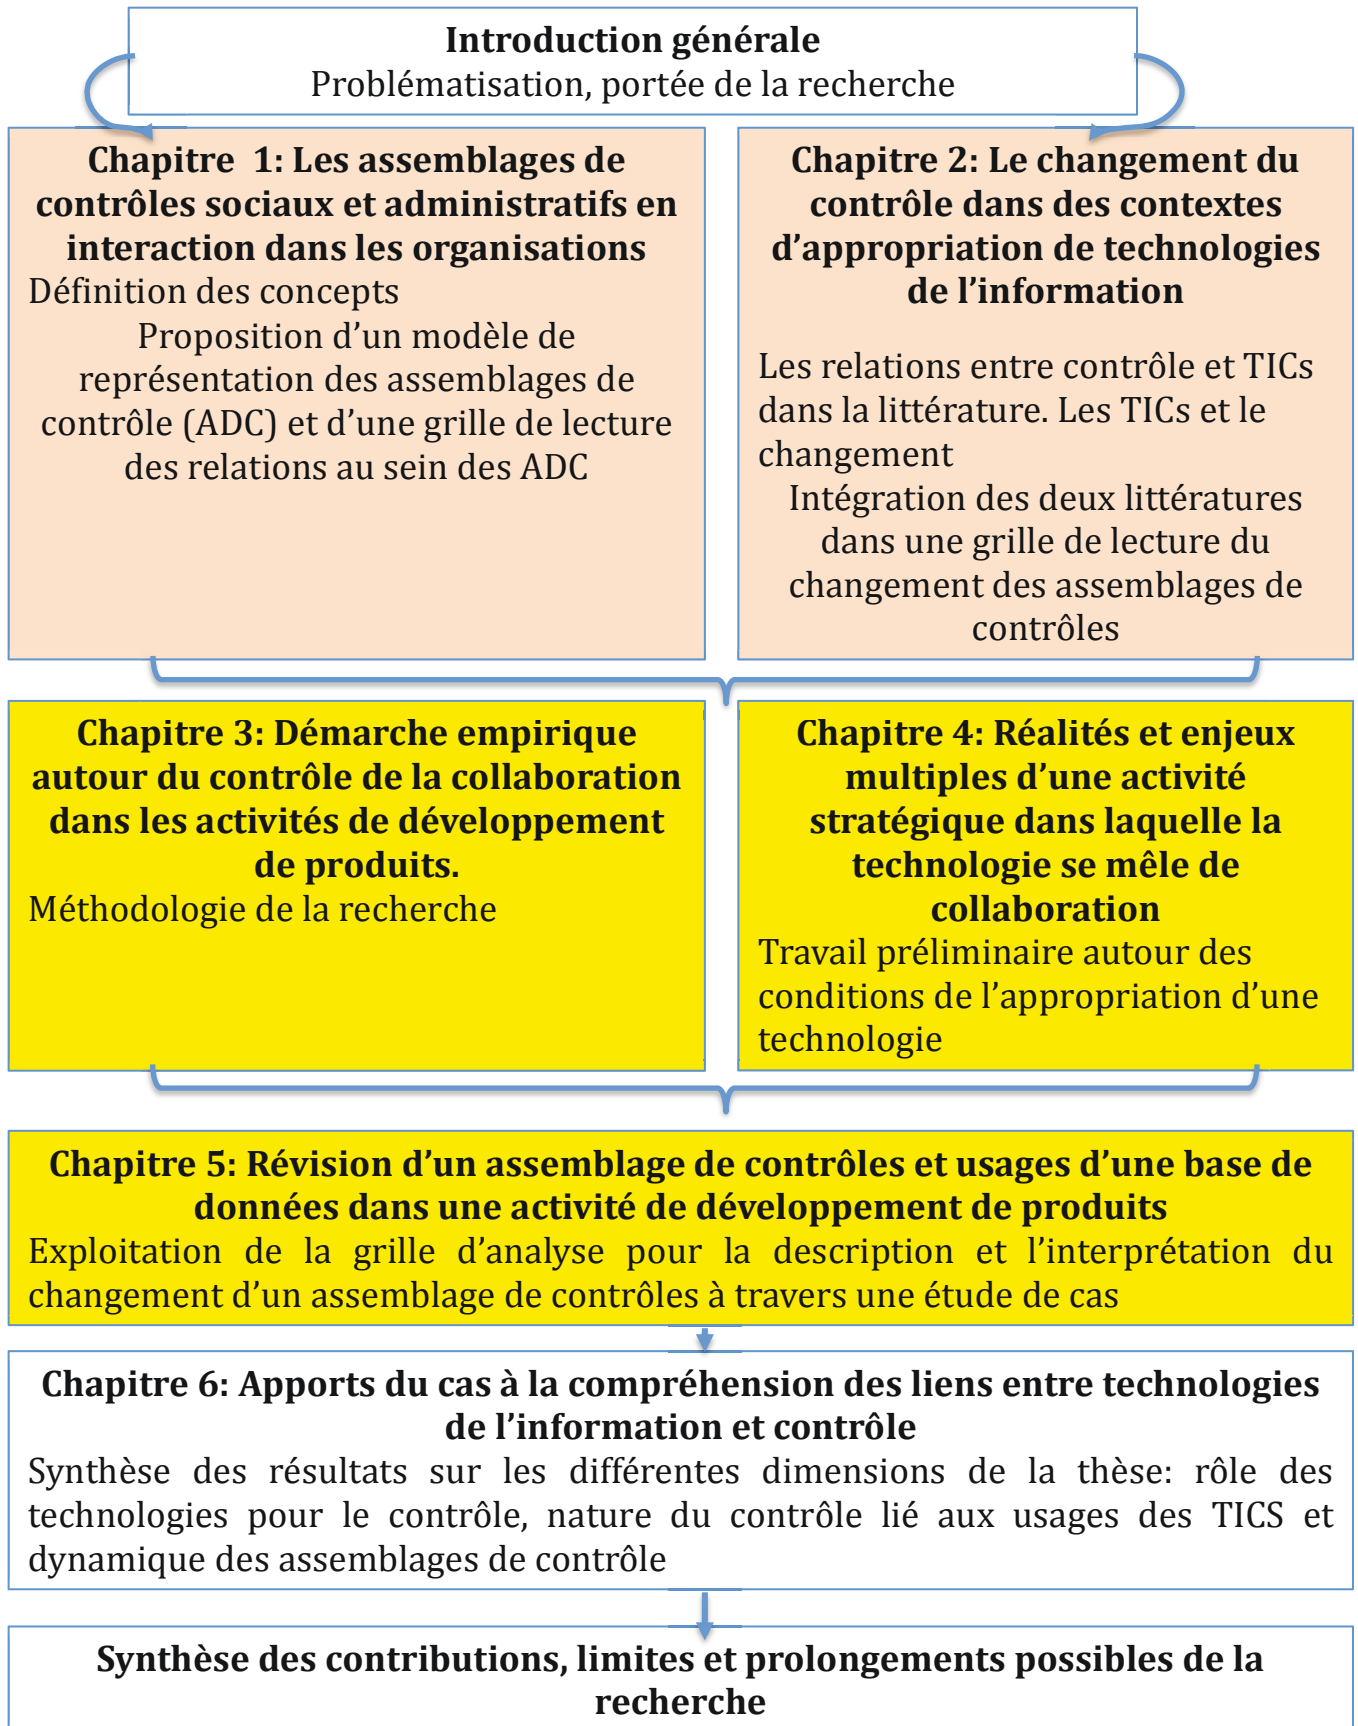 Introduction générale
Problématisation, portée de la recherche
Chapitre 1: Les assemblages de
contrôles sociaux et administratifs en
interaction dans les organisations
Définition des concepts
Proposition d’un modèle de
représentation des assemblages de
contrôle (ADC) et d’une grille de lecture
des relations au sein des ADC
Chapitre 2: Le changement du
contrôle dans des contextes
d’appropriation de technologies
de l’information
Les relations entre contrôle et TICs
dans la littérature. Les TICs et le
changement
Intégration des deux littératures
dans une grille de lecture du
changement des assemblages de
contrôles
Chapitre 3: Démarche empirique
autour du contrôle de la collaboration
dans les activités de développement
de produits.
Méthodologie de la recherche
Chapitre 4: Réalités et enjeux
multiples d’une activité
stratégique dans laquelle la
technologie se mêle de
collaboration
Travail préliminaire autour des
conditions de l’appropriation d’une
technologie
Chapitre 5: Révision d’un assemblage de contrôles et usages d’une base de
données dans une activité de développement de produits
Exploitation de la grille d’analyse pour la description et l’interprétation du
changement d’un assemblage de contrôles à travers une étude de cas
Chapitre 6: Apports du cas à la compréhension des liens entre technologies
de l’information et contrôle
Synthèse des résultats sur les différentes dimensions de la thèse: rôle des
technologies pour le contrôle, nature du contrôle lié aux usages des TICS et
dynamique des assemblages de contrôle
Synthèse des contributions, limites et prolongements possibles de la
recherche